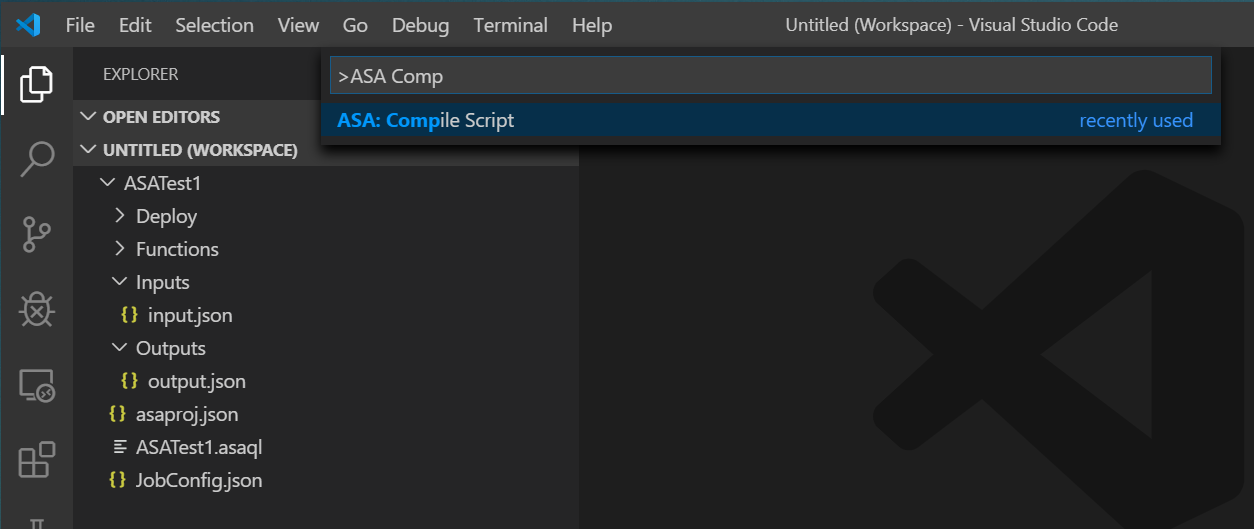 File Edit Selection View Go Debug Terminal Help Untitled (Workspace) - Visual Studio Code
EXPLORER
>ASA Comp
ASA: Compile Script recently used
OPEN EDITORS
UNTITLED (WORKSPACE)
ASATest1
Deploy
Functions
Inputs
{} input.json
Outputs
{} output.json
{} asaproj.json
ASATest1.asaql
{} JobConfig.json